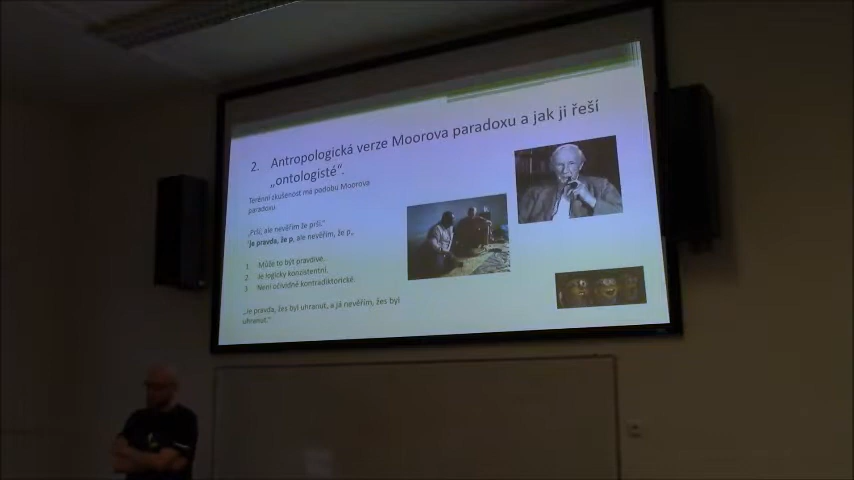 2. Antropologická verze Moorova paradoxu a jak ji řeší
„ontologisté“.
Terénní zkušenost má podobu Moorova
paradoxu.
„Prší, ale nevěřím že prší.“
„Je pravda, že p, ale nevěřím, že p„
1. Může to být pravdivé.
2. Je logicky konzistentní.
3. Není očividně kontradiktorické.
„Je pravda, žes byl uhranut, a já nevěřím, žes byl
uhranut.“